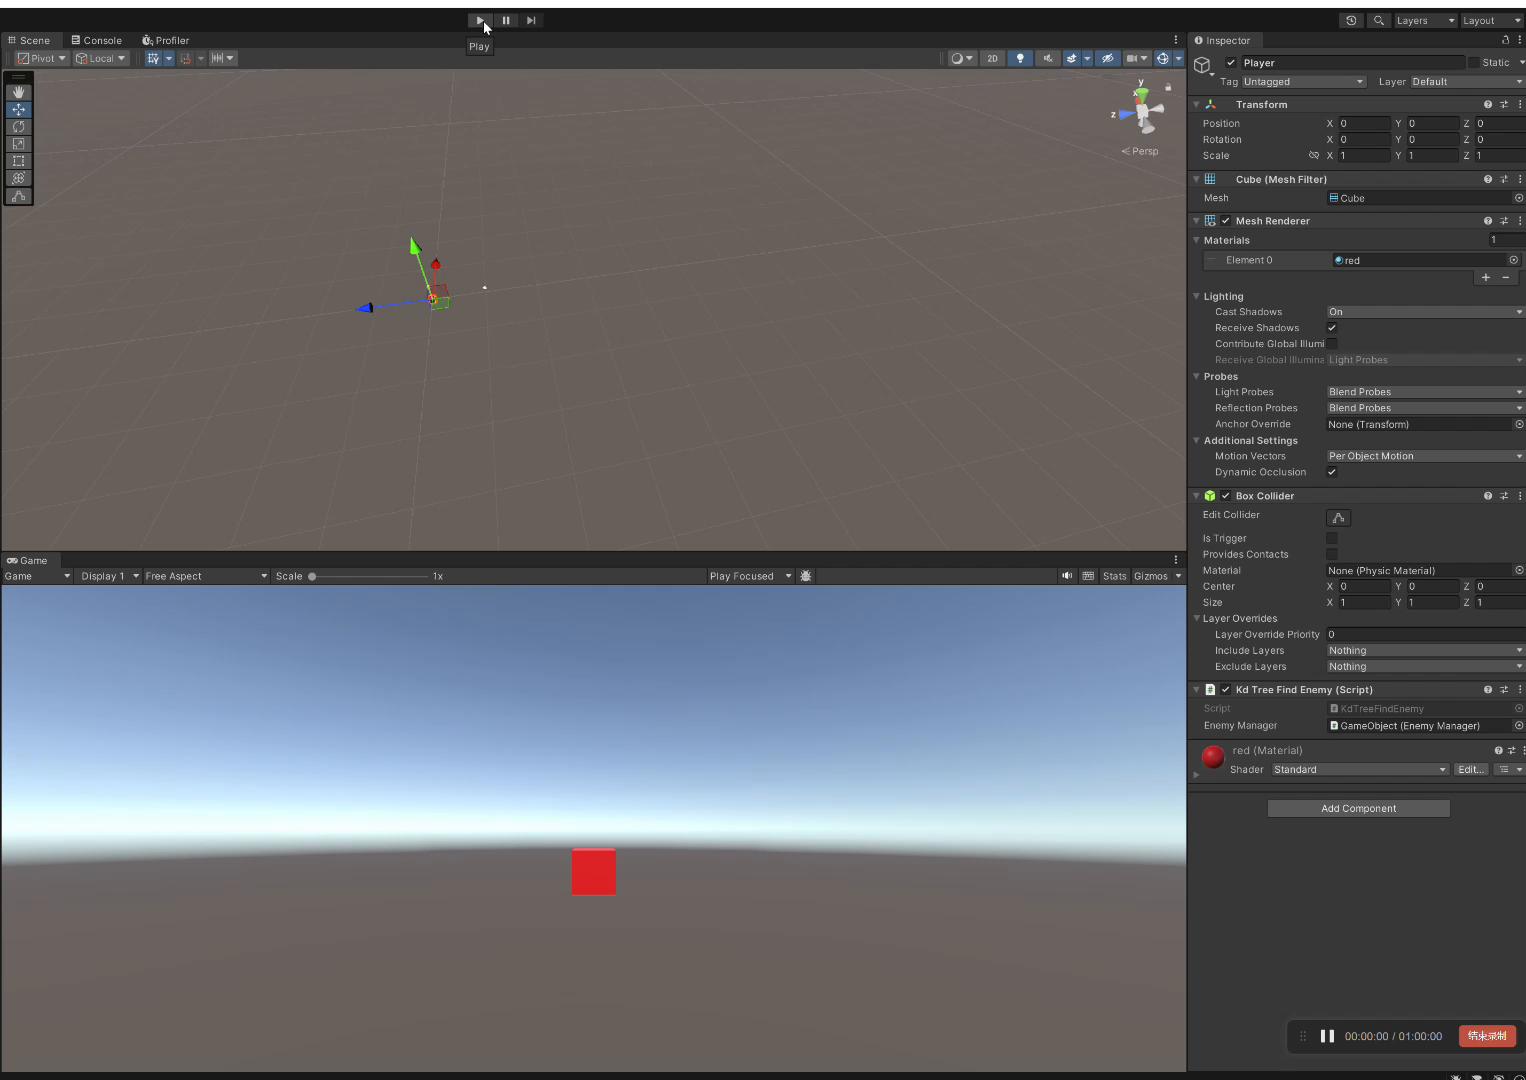 Layers Layout
Scene Console Profiler
Play
Pivot Local
2D
y
x
z
Persp
Inspector
Player Static
Tag Untagged Layer Default
Transform
Position X 0 Y 0 Z 0
Rotation X 0 Y 0 Z 0
Scale X 1 Y 1 Z 1
Cube (Mesh Filter)
Mesh Cube
Mesh Renderer
Materials 1
Element 0 red
+ −
Lighting
Cast Shadows On
Receive Shadows
Contribute Global Illumi
Receive Global Illumina Light Probes
Probes
Light Probes Blend Probes
Reflection Probes Blend Probes
Anchor Override None (Transform)
Additional Settings
Motion Vectors Per Object Motion
Dynamic Occlusion
Box Collider
Edit Collider
Is Trigger
Provides Contacts
Material None (Physic Material)
Center X 0 Y 0 Z 0
Size X 1 Y 1 Z 1
Layer Overrides
Layer Override Priority 0
Include Layers Nothing
Exclude Layers Nothing
Kd Tree Find Enemy (Script)
Script KdTreeFindEnemy
Enemy Manager GameObject (Enemy Manager)
red (Material)
Shader Standard Edit...
Add Component
Game
Game Display 1 Free Aspect Scale 1x Play Focused Stats Gizmos
00:00:00 / 01:00:00 结束录制